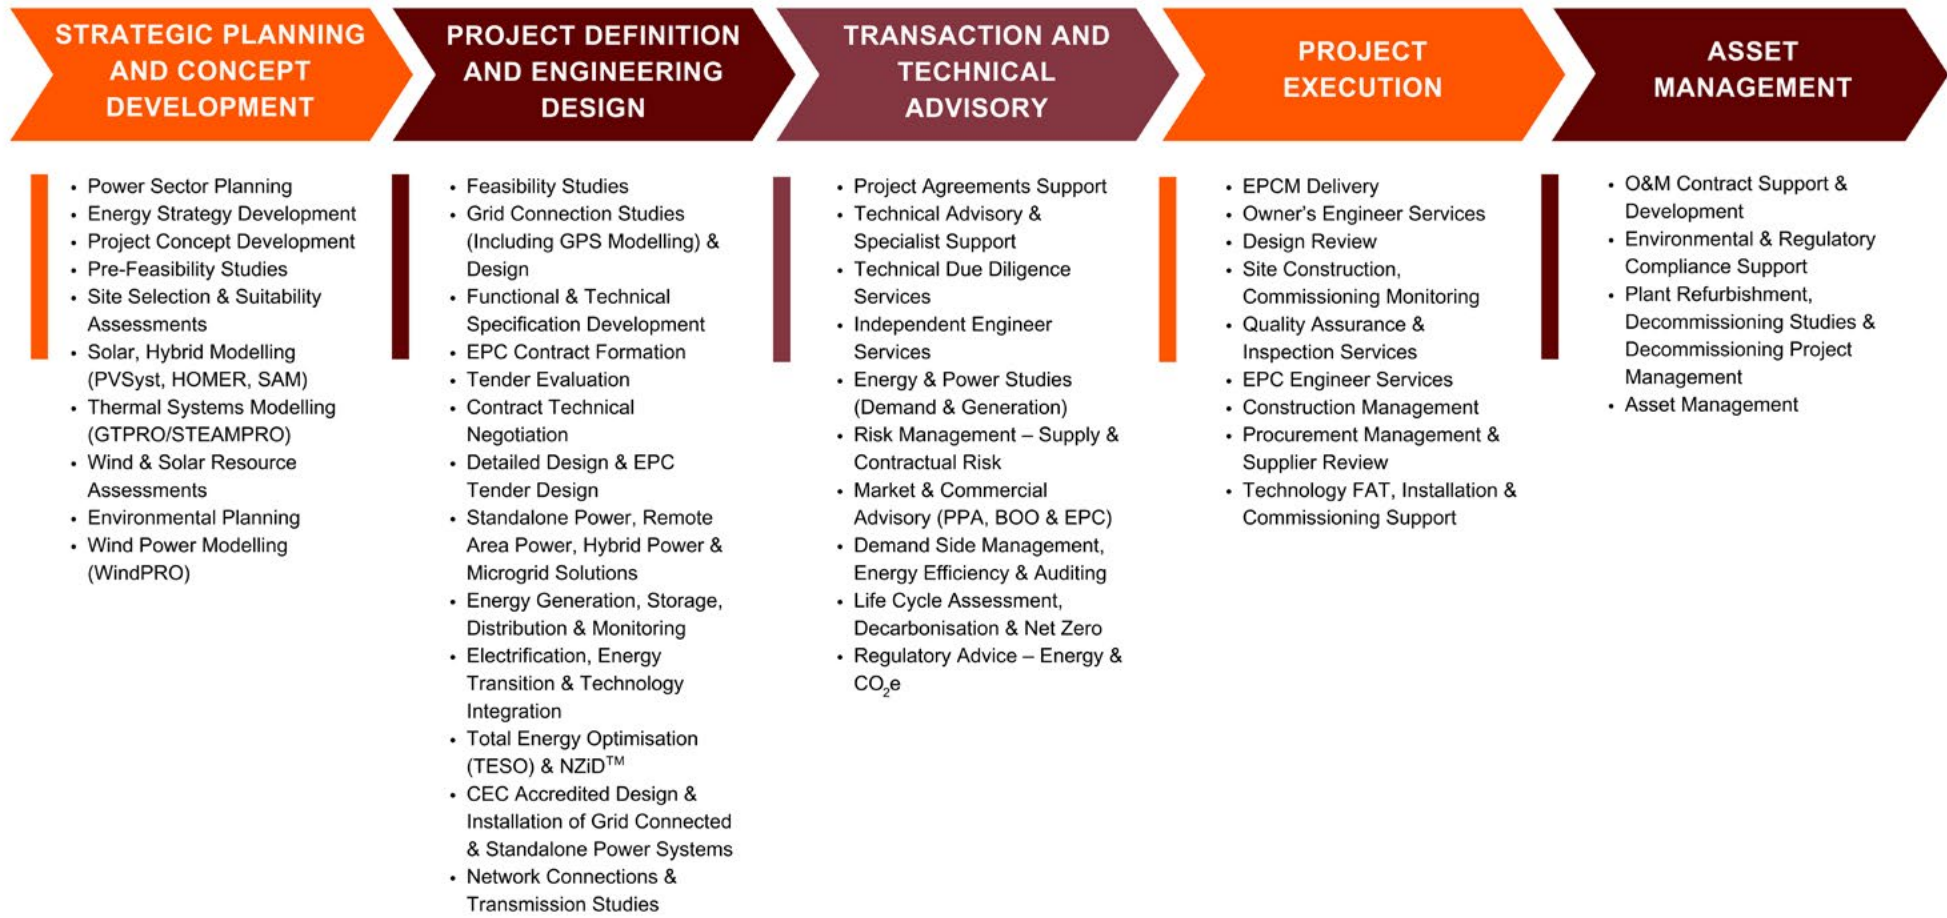 STRATEGIC PLANNING
AND CONCEPT
DEVELOPMENT
• Power Sector Planning
• Energy Strategy Development
• Project Concept Development
• Pre-Feasibility Studies
• Site Selection & Suitability
Assessments
• Solar, Hybrid Modelling
(PVSyst, HOMER, SAM)
• Thermal Systems Modelling
(GTPRO/STEAMPRO)
• Wind & Solar Resource
Assessments
• Environmental Planning
• Wind Power Modelling
(WindPRO)
PROJECT DEFINITION
AND ENGINEERING
DESIGN
• Feasibility Studies
• Grid Connection Studies
(Including GPS Modelling) &
Design
• Functional & Technical
Specification Development
• EPC Contract Formation
• Tender Evaluation
• Contract Technical
Negotiation
• Detailed Design & EPC
Tender Design
• Standalone Power, Remote
Area Power, Hybrid Power &
Microgrid Solutions
• Energy Generation, Storage,
Distribution & Monitoring
• Electrification, Energy
Transition & Technology
Integration
• Total Energy Optimisation
(TESO) & NZiD™
• CEC Accredited Design &
Installation of Grid Connected
& Standalone Power Systems
• Network Connections &
Transmission Studies
TRANSACTION AND
TECHNICAL
ADVISORY
• Project Agreements Support
• Technical Advisory &
Specialist Support
• Technical Due Diligence
Services
• Independent Engineer
Services
• Energy & Power Studies
(Demand & Generation)
• Risk Management – Supply &
Contractual Risk
• Market & Commercial
Advisory (PPA, BOO & EPC)
• Demand Side Management,
Energy Efficiency & Auditing
• Life Cycle Assessment,
Decarbonisation & Net Zero
• Regulatory Advice – Energy &
CO₂e
PROJECT
EXECUTION
• EPCM Delivery
• Owner's Engineer Services
• Design Review
• Site Construction,
Commissioning Monitoring
• Quality Assurance &
Inspection Services
• EPC Engineer Services
• Construction Management
• Procurement Management &
Supplier Review
• Technology FAT, Installation &
Commissioning Support
ASSET
MANAGEMENT
• O&M Contract Support &
Development
• Environmental & Regulatory
Compliance Support
• Plant Refurbishment,
Decommissioning Studies &
Decommissioning Project
Management
• Asset Management